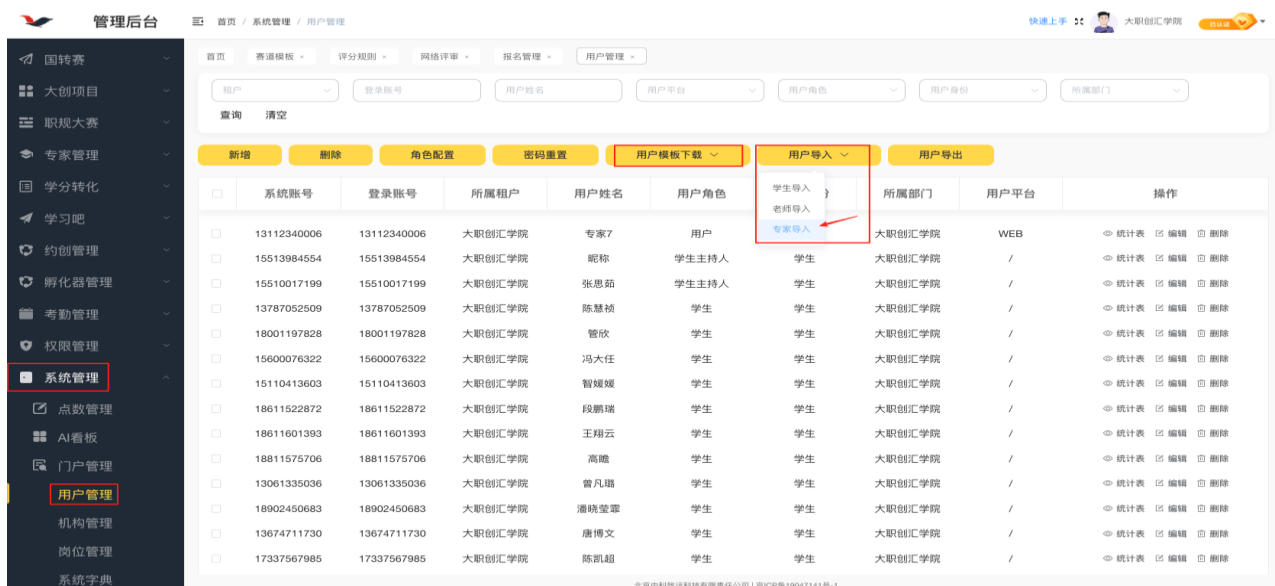 管理后台
首页 / 系统管理 / 用户管理
快速上手
大职创汇学院
国转赛
大创项目
职规大赛
专家管理
学分转化
学习吧
约创管理
孵化器管理
考勤管理
权限管理
系统管理
点数管理
AI看板
门户管理
用户管理
机构管理
岗位管理
系统字典
首页 赛道模板 × 评分规则 × 网络评审 × 报名管理 × 用户管理 ×
租户 登录账号 用户姓名 用户平台 用户角色 用户身份 所属部门
查询 清空
新增 删除 角色配置 密码重置 用户模板下载 用户导入 用户导出
学生导入
老师导入
专家导入
系统账号 登录账号 所属租户 用户姓名 用户角色 所属部门 用户平台 操作
13112340006 13112340006 大职创汇学院 专家7 用户 大职创汇学院 WEB 统计表 编辑 删除
15513984554 15513984554 大职创汇学院 昵称 学生主持人 学生 大职创汇学院 / 统计表 编辑 删除
15510017199 15510017199 大职创汇学院 张思茹 学生主持人 学生 大职创汇学院 / 统计表 编辑 删除
13787052509 13787052509 大职创汇学院 陈慧祯 学生 学生 大职创汇学院 / 统计表 编辑 删除
18001197828 18001197828 大职创汇学院 管欣 学生 学生 大职创汇学院 / 统计表 编辑 删除
15600076322 15600076322 大职创汇学院 冯大任 学生 学生 大职创汇学院 / 统计表 编辑 删除
15110413603 15110413603 大职创汇学院 智媛媛 学生 学生 大职创汇学院 / 统计表 编辑 删除
18611522872 18611522872 大职创汇学院 段鹏瑞 学生 学生 大职创汇学院 / 统计表 编辑 删除
18611601393 18611601393 大职创汇学院 王翔云 学生 学生 大职创汇学院 / 统计表 编辑 删除
18811575706 18811575706 大职创汇学院 高瞻 学生 学生 大职创汇学院 / 统计表 编辑 删除
13061335036 13061335036 大职创汇学院 曾凡璐 学生 学生 大职创汇学院 / 统计表 编辑 删除
18902450683 18902450683 大职创汇学院 潘晓莹霏 学生 学生 大职创汇学院 / 统计表 编辑 删除
13674711730 13674711730 大职创汇学院 唐博文 学生 学生 大职创汇学院 / 统计表 编辑 删除
17337567985 17337567985 大职创汇学院 陈凯超 学生 学生 大职创汇学院 / 统计表 编辑 删除